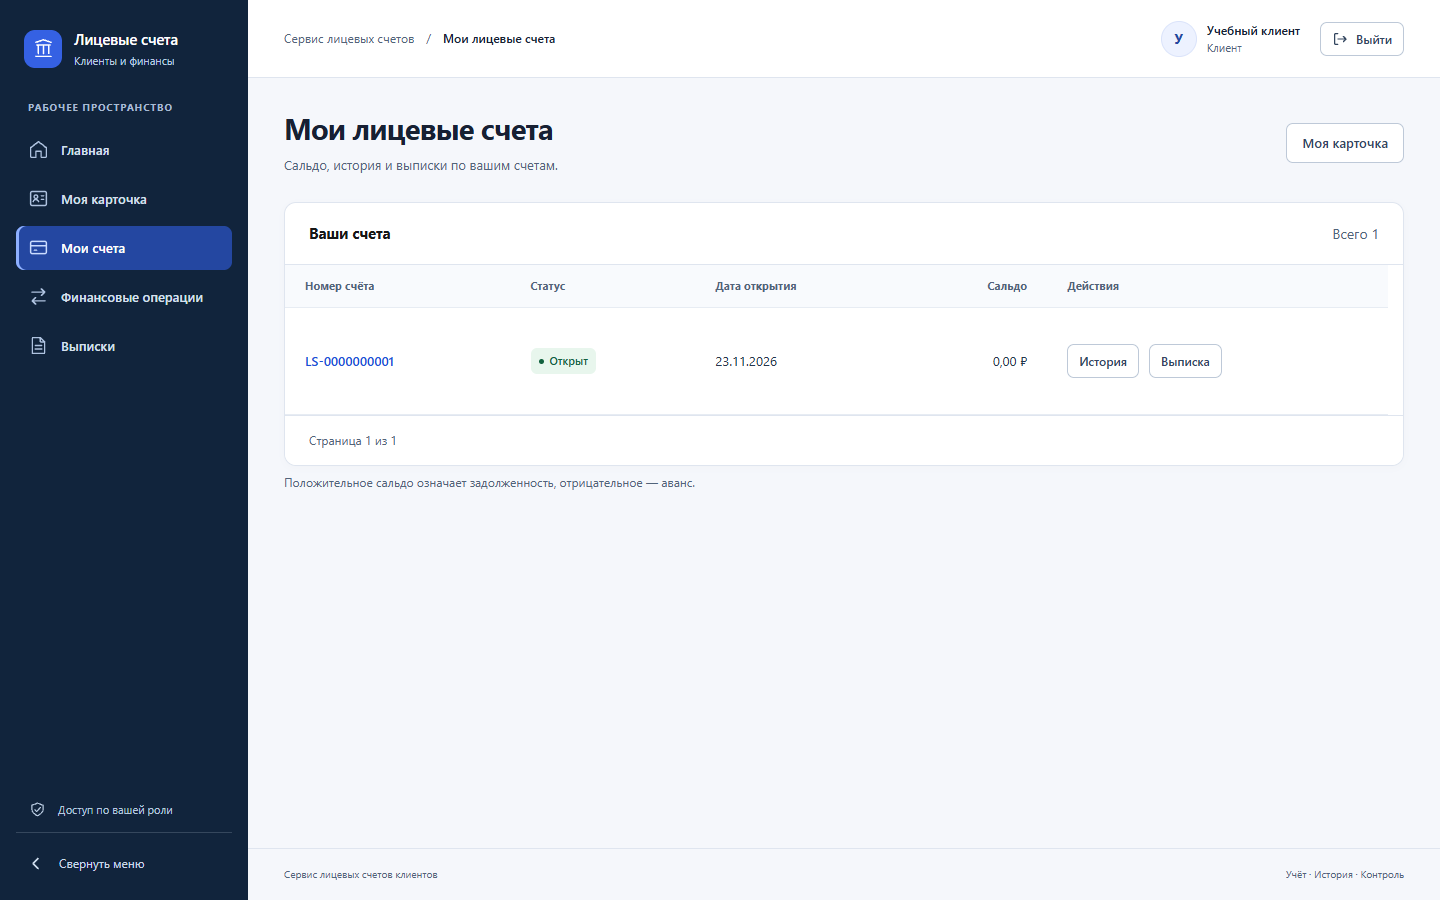 Лицевые счета
Клиенты и финансы
РАБОЧЕЕ ПРОСТРАНСТВО
Главная
Моя карточка
Мои счета
Финансовые операции
Выписки
Доступ по вашей роли
Свернуть меню
Сервис лицевых счетов / Мои лицевые счета
У
Учебный клиент
Клиент
Выйти
Мои лицевые счета
Сальдо, история и выписки по вашим счетам.
Моя карточка
Ваши счета
Всего 1
Номер счёта Статус Дата открытия Сальдо Действия
LS-0000000001 Открыт 23.11.2026 0,00 ₽ История Выписка
Страница 1 из 1
Положительное сальдо означает задолженность, отрицательное — аванс.
Сервис лицевых счетов клиентов
Учёт · История · Контроль